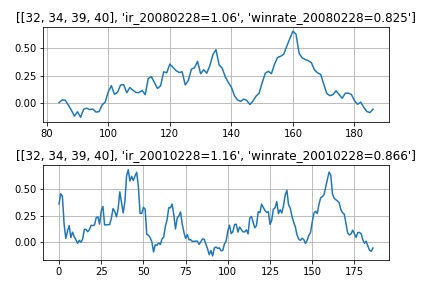 [[32, 34, 39, 40], 'ir_20080228=1.06', 'winrate_20080228=0.825']
0.50
0.25
0.00
80 100 120 140 160 180
[[32, 34, 39, 40], 'ir_20010228=1.16', 'winrate_20010228=0.866']
0.50
0.25
0.00
0 25 50 75 100 125 150 175